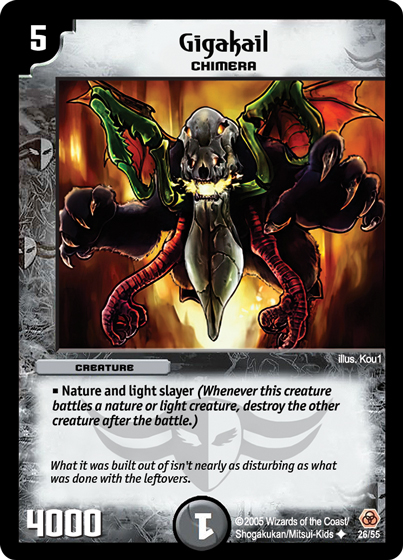 5
Gigakail
CHIMERA
illus. Kou1
CREATURE
▪ Nature and light slayer (Whenever this creature
battles a nature or light creature, destroy the other
creature after the battle.)
What it was built out of isn't nearly as disturbing as what
was done with the leftovers.
4000
1
©2005 Wizards of the Coast/
Shogakukan/Mitsui-Kids ✦ 26/55